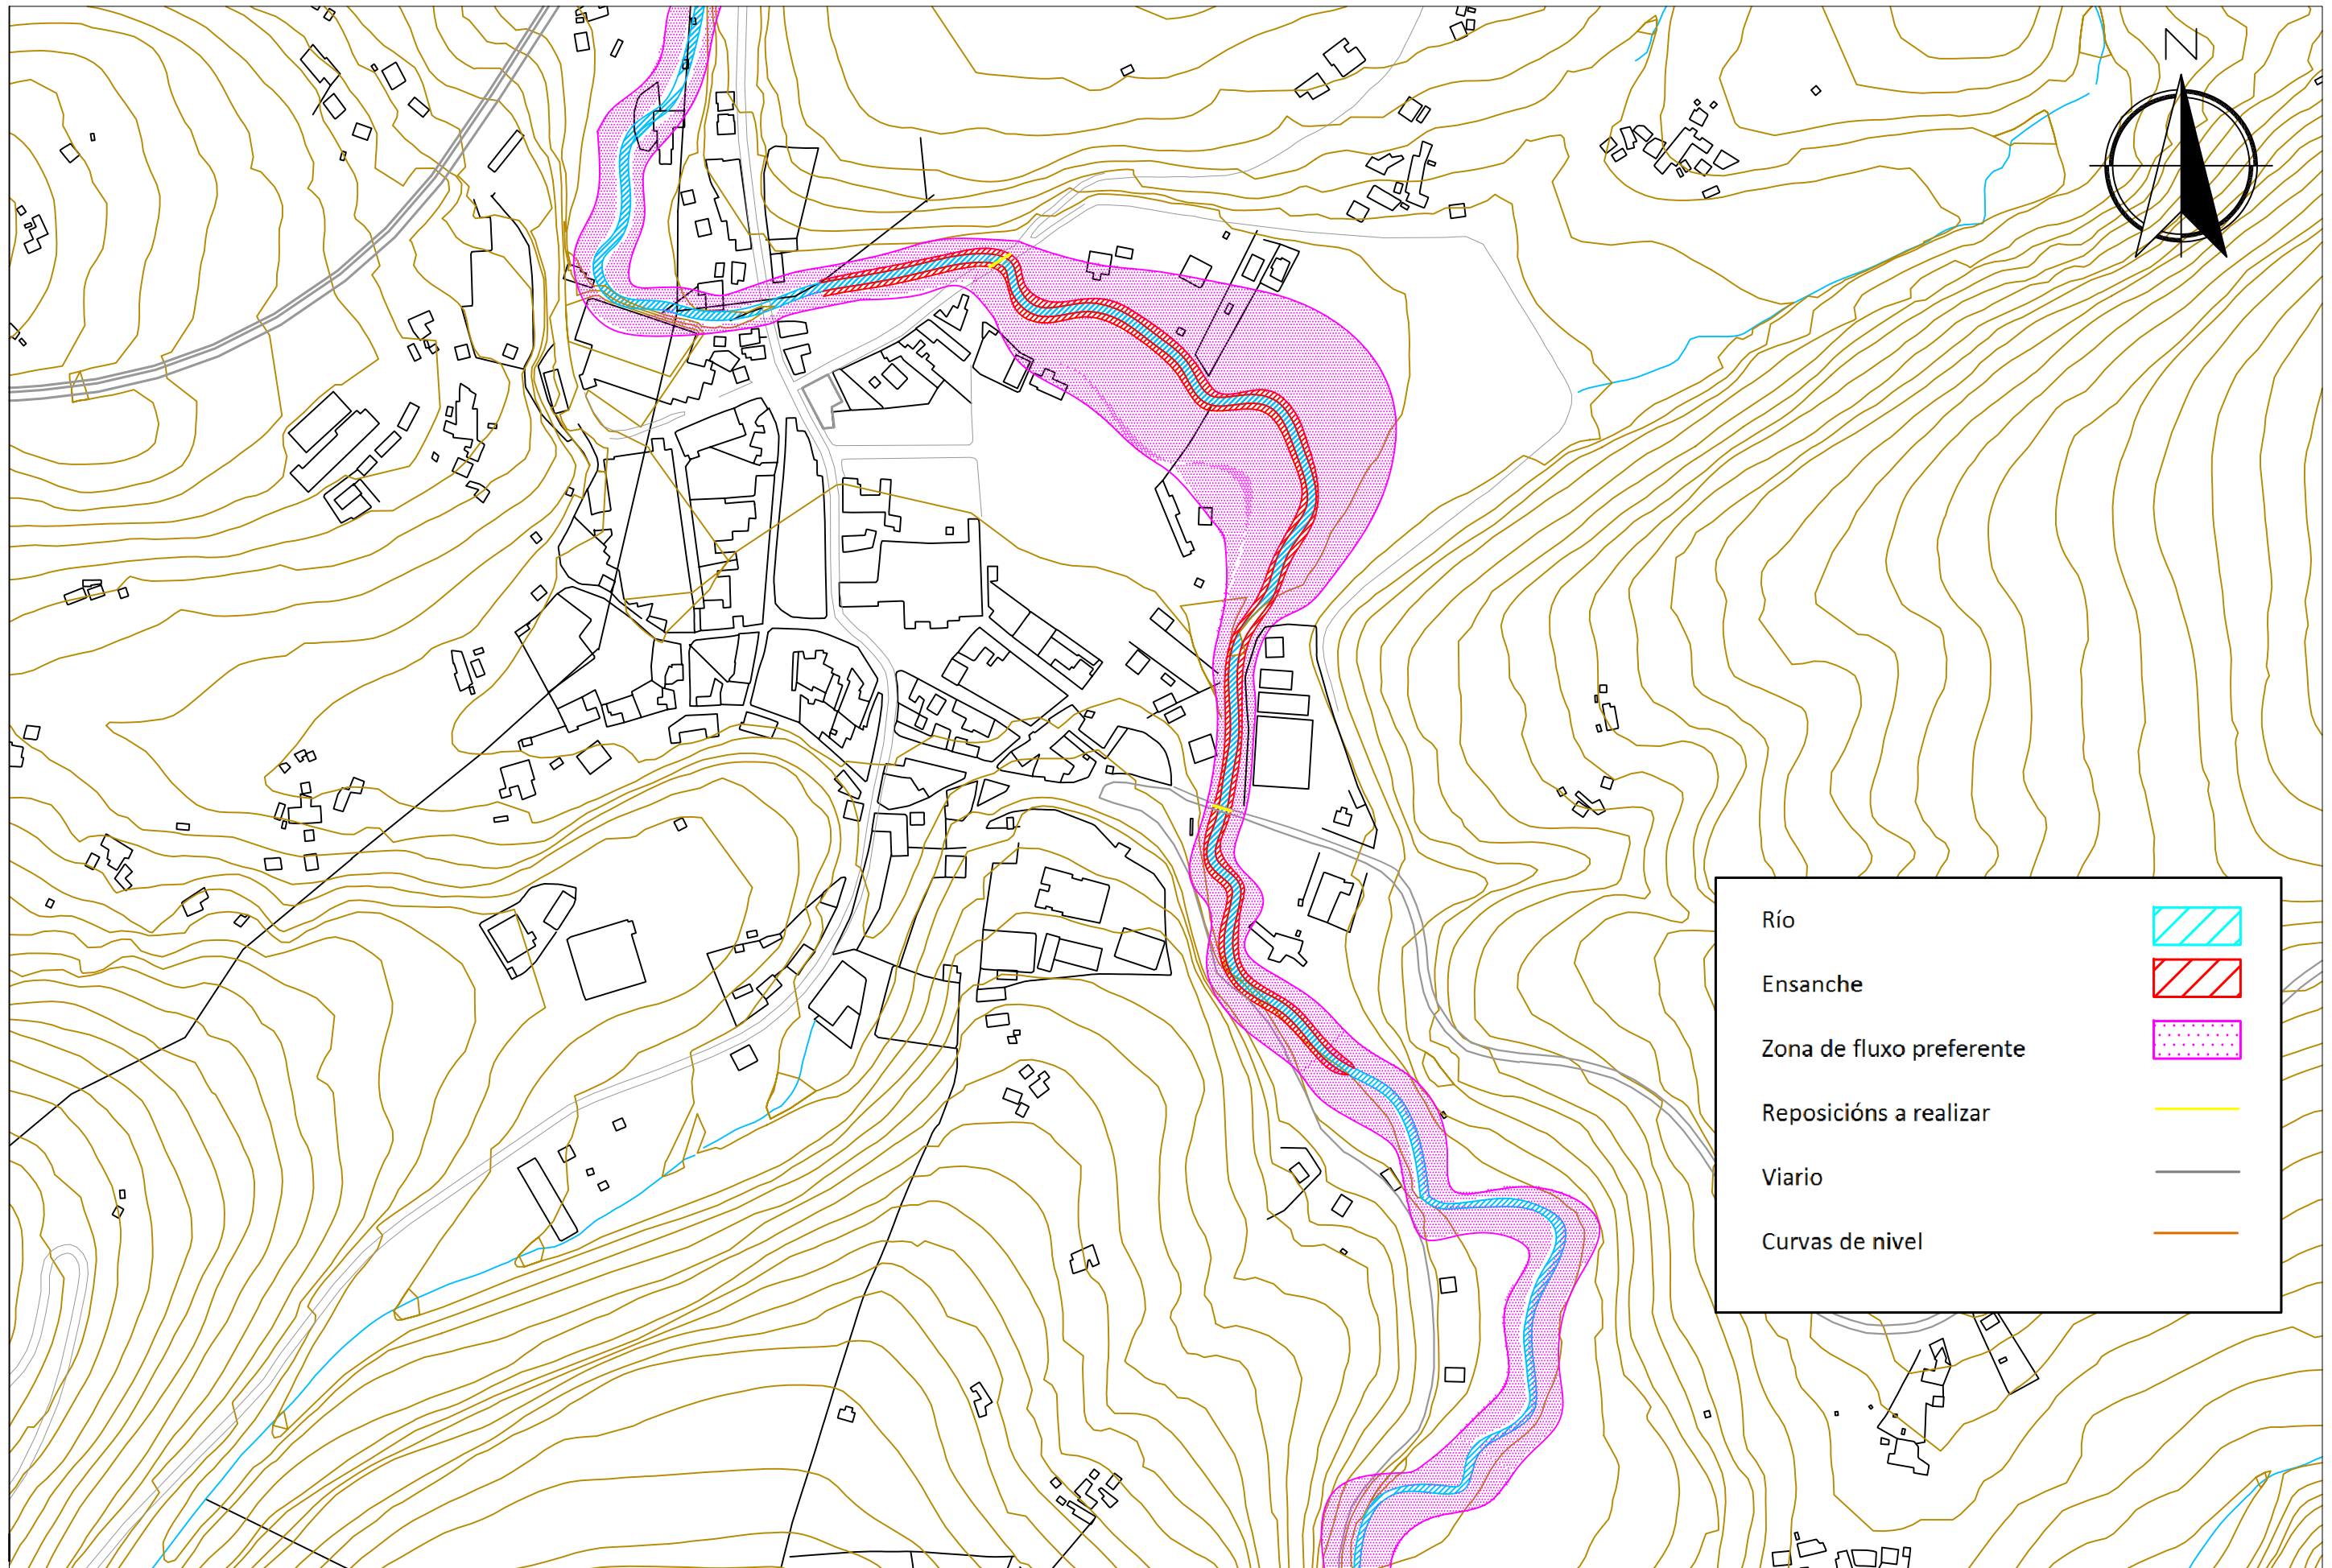 N
Río
Ensanche
Zona de fluxo preferente
Reposicións a realizar
Viario
Curvas de nivel